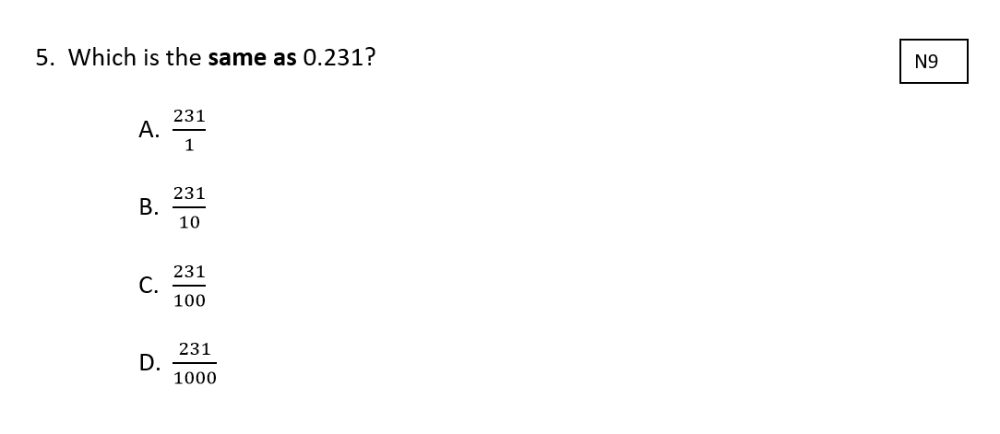 5. Which is the same as 0.231?
N9
A. 231/1
B. 231/10
C. 231/100
D. 231/1000